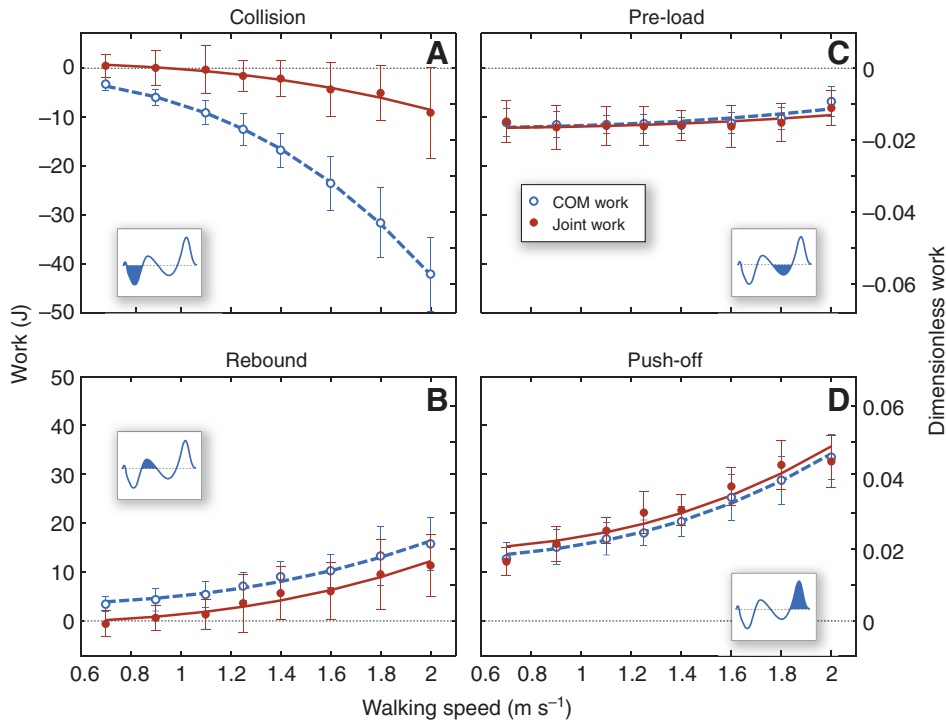 Collision
Pre-load
A
C
0
–10
–20
–30
–40
–50
0
–0.02
–0.04
–0.06
COM work
Joint work
Work (J)
Dimensionless work
Rebound
Push-off
B
D
50
40
30
20
10
0
0.06
0.04
0.02
0
0.6 0.8 1 1.2 1.4 1.6 1.8 2
0.6 0.8 1 1.2 1.4 1.6 1.8 2
Walking speed (m s–1)